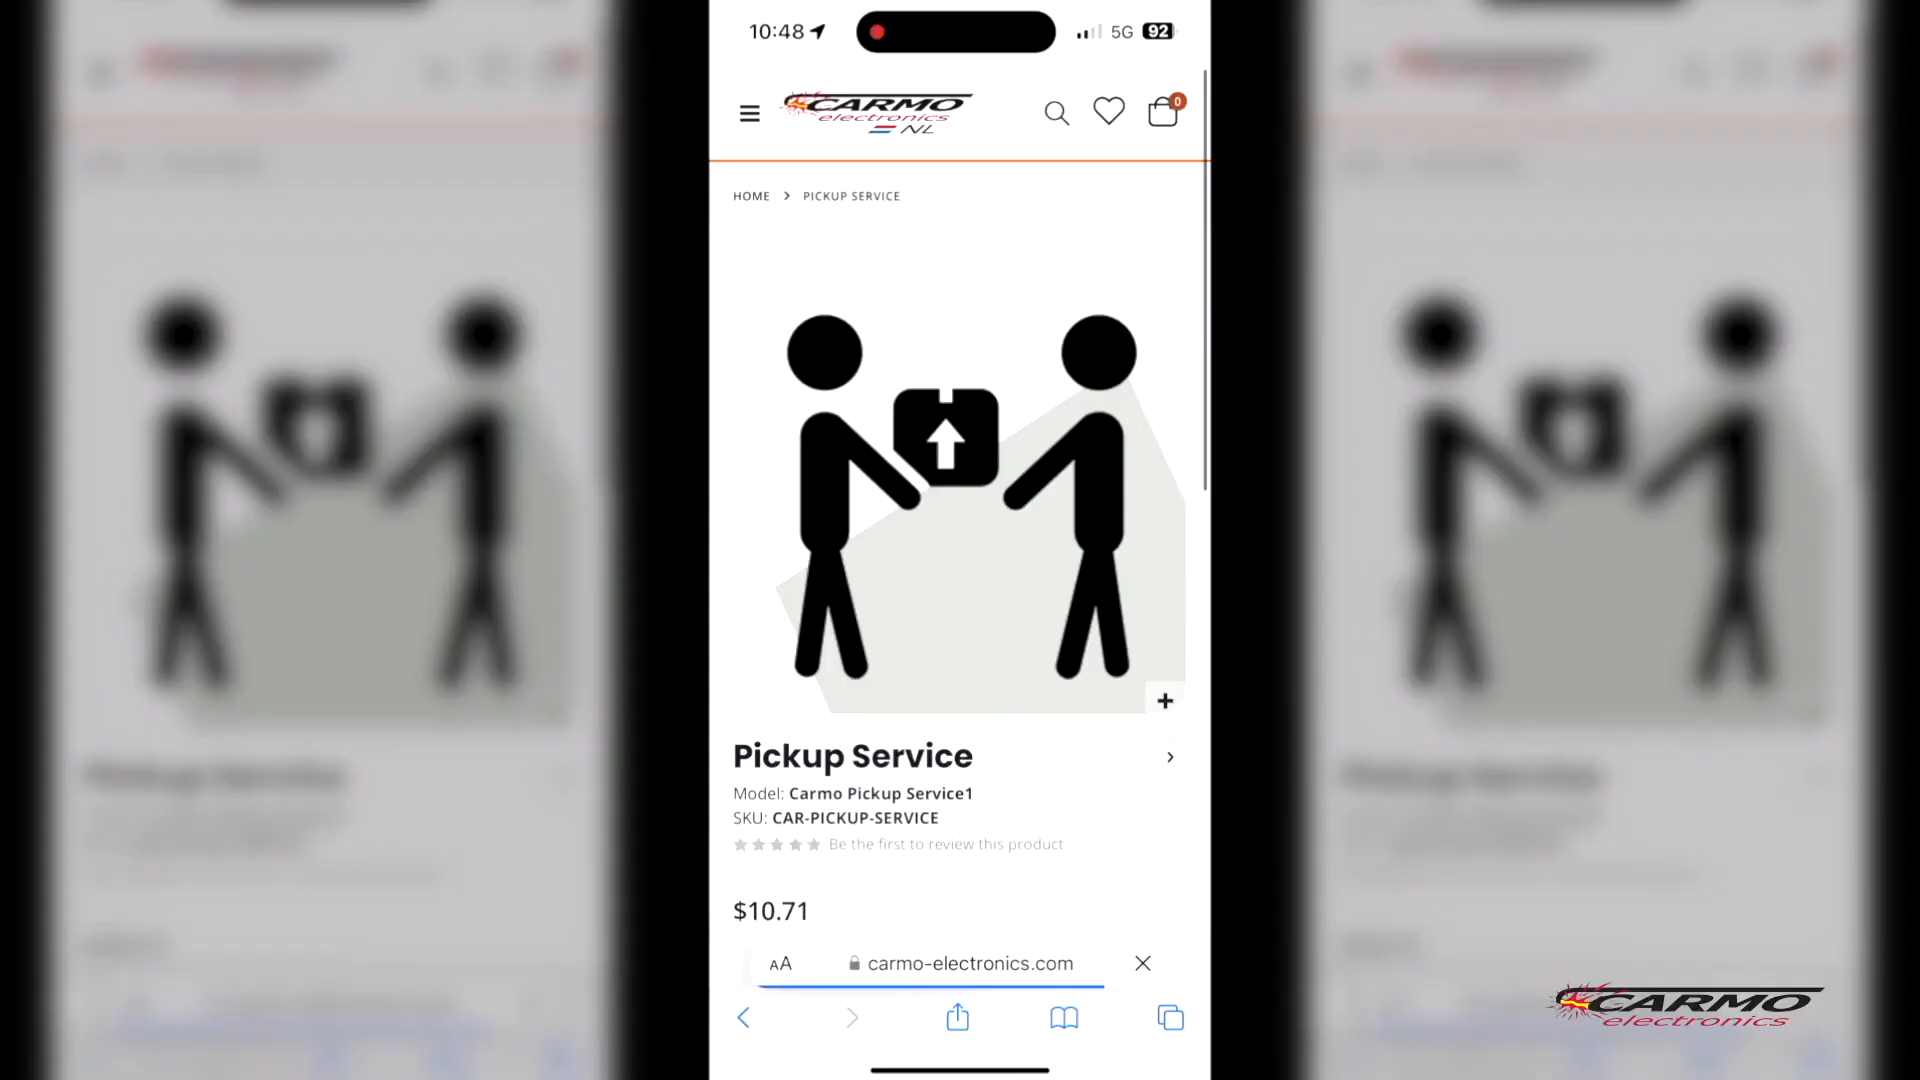 10:48
5G 92
CARMO
electronics
NL
0
HOME > PICKUP SERVICE
Pickup Service
Model: Carmo Pickup Service1
SKU: CAR-PICKUP-SERVICE
Be the first to review this product
$10.71
AA carmo-electronics.com
CARMO
electronics